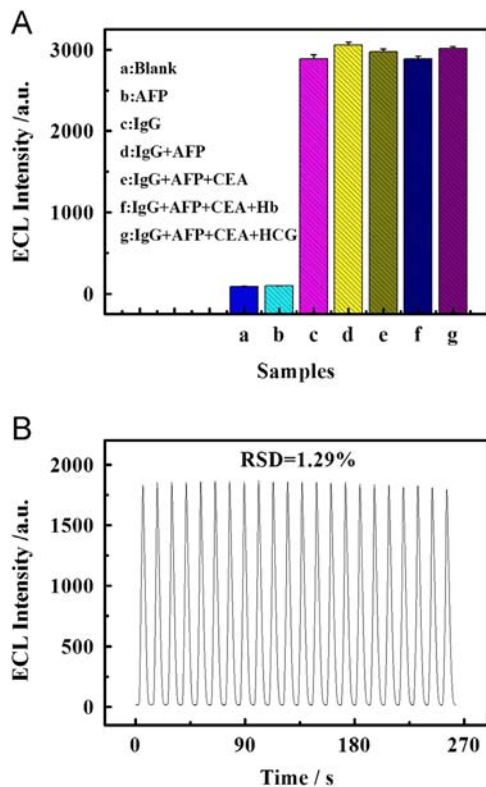 A
ECL Intensity /a.u.
3000
2000
1000
0
a:Blank
b:AFP
c:IgG
d:IgG+AFP
e:IgG+AFP+CEA
f:IgG+AFP+CEA+Hb
g:IgG+AFP+CEA+HCG
a b c d e f g
Samples
B
RSD=1.29%
ECL Intensity /a.u.
2000
1500
1000
500
0
0 90 180 270
Time / s